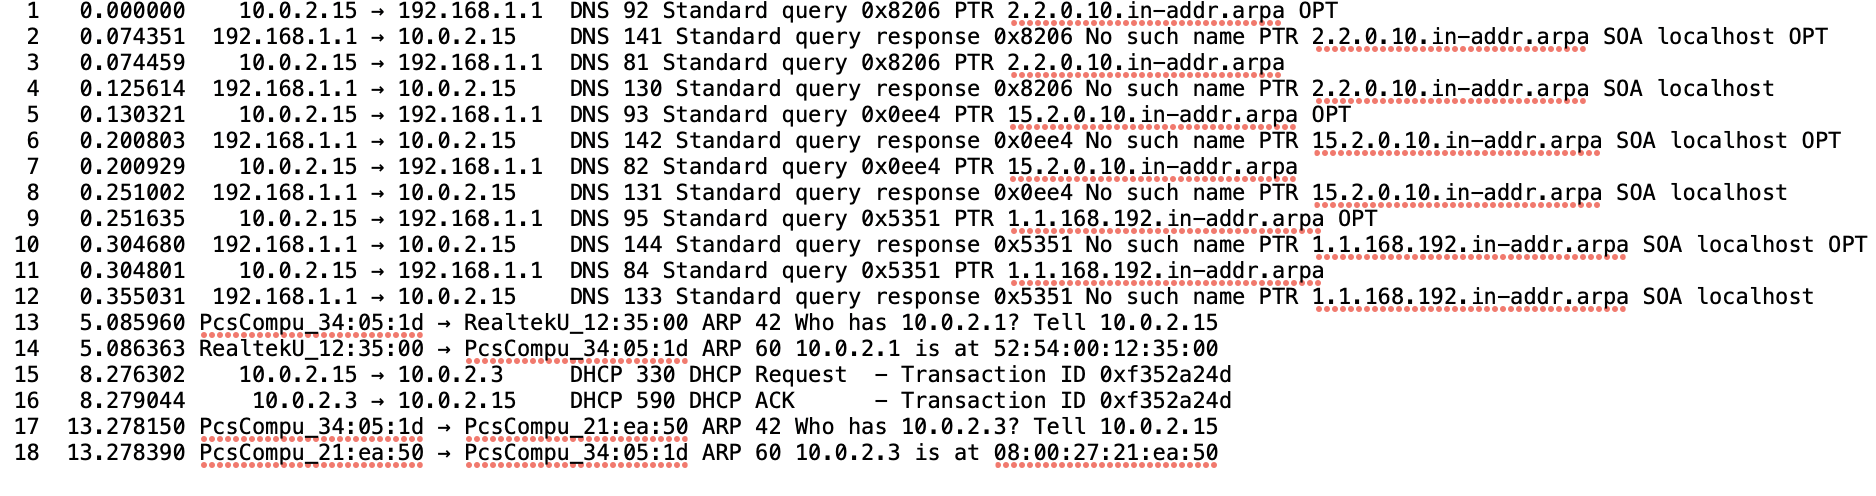 1 0.000000 10.0.2.15 → 192.168.1.1 DNS 92 Standard query 0x8206 PTR 2.2.0.10.in-addr.arpa OPT
2 0.074351 192.168.1.1 → 10.0.2.15 DNS 141 Standard query response 0x8206 No such name PTR 2.2.0.10.in-addr.arpa SOA localhost OPT
3 0.074459 10.0.2.15 → 192.168.1.1 DNS 81 Standard query 0x8206 PTR 2.2.0.10.in-addr.arpa
4 0.125614 192.168.1.1 → 10.0.2.15 DNS 130 Standard query response 0x8206 No such name PTR 2.2.0.10.in-addr.arpa SOA localhost
5 0.130321 10.0.2.15 → 192.168.1.1 DNS 93 Standard query 0x0ee4 PTR 15.2.0.10.in-addr.arpa OPT
6 0.200803 192.168.1.1 → 10.0.2.15 DNS 142 Standard query response 0x0ee4 No such name PTR 15.2.0.10.in-addr.arpa SOA localhost OPT
7 0.200929 10.0.2.15 → 192.168.1.1 DNS 82 Standard query 0x0ee4 PTR 15.2.0.10.in-addr.arpa
8 0.251002 192.168.1.1 → 10.0.2.15 DNS 131 Standard query response 0x0ee4 No such name PTR 15.2.0.10.in-addr.arpa SOA localhost
9 0.251635 10.0.2.15 → 192.168.1.1 DNS 95 Standard query 0x5351 PTR 1.1.168.192.in-addr.arpa OPT
10 0.304680 192.168.1.1 → 10.0.2.15 DNS 144 Standard query response 0x5351 No such name PTR 1.1.168.192.in-addr.arpa SOA localhost OPT
11 0.304801 10.0.2.15 → 192.168.1.1 DNS 84 Standard query 0x5351 PTR 1.1.168.192.in-addr.arpa
12 0.355031 192.168.1.1 → 10.0.2.15 DNS 133 Standard query response 0x5351 No such name PTR 1.1.168.192.in-addr.arpa SOA localhost
13 5.085960 PcsCompu_34:05:1d → RealtekU_12:35:00 ARP 42 Who has 10.0.2.1? Tell 10.0.2.15
14 5.086363 RealtekU_12:35:00 → PcsCompu_34:05:1d ARP 60 10.0.2.1 is at 52:54:00:12:35:00
15 8.276302 10.0.2.15 → 10.0.2.3 DHCP 330 DHCP Request - Transaction ID 0xf352a24d
16 8.279044 10.0.2.3 → 10.0.2.15 DHCP 590 DHCP ACK - Transaction ID 0xf352a24d
17 13.278150 PcsCompu_34:05:1d → PcsCompu_21:ea:50 ARP 42 Who has 10.0.2.3? Tell 10.0.2.15
18 13.278390 PcsCompu_21:ea:50 → PcsCompu_34:05:1d ARP 60 10.0.2.3 is at 08:00:27:21:ea:50